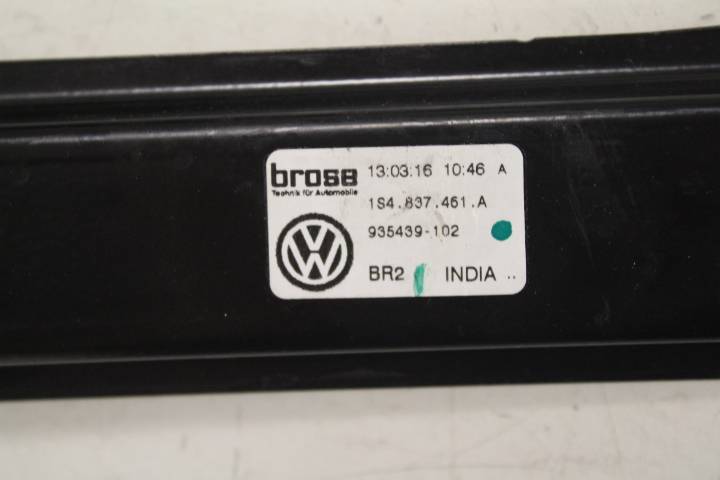 brose 13:03:16 10:46 A
Technik für Automobile
1S4.837.461.A
935439-102
BR2 INDIA ..